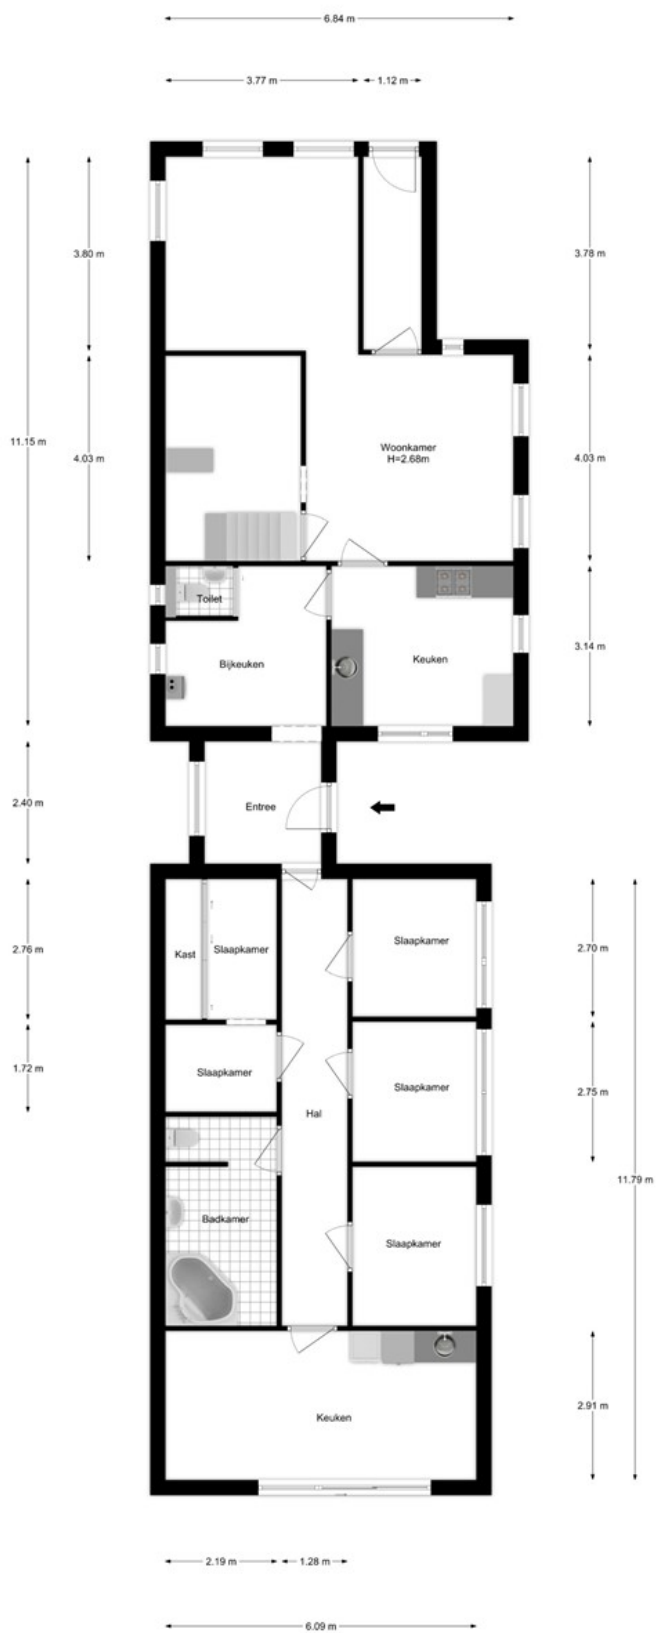 6.84 m
3.77 m
1.12 m
3.80 m
3.78 m
11.15 m
4.03 m
Woonkamer
H=2.68m
4.03 m
Toilet
Bijkeuken
Keuken
3.14 m
2.40 m
Entree
2.76 m
Kast
Slaapkamer
Slaapkamer
2.70 m
1.72 m
Slaapkamer
Slaapkamer
2.75 m
Hal
11.79 m
Badkamer
Slaapkamer
Keuken
2.91 m
2.19 m
1.28 m
6.09 m